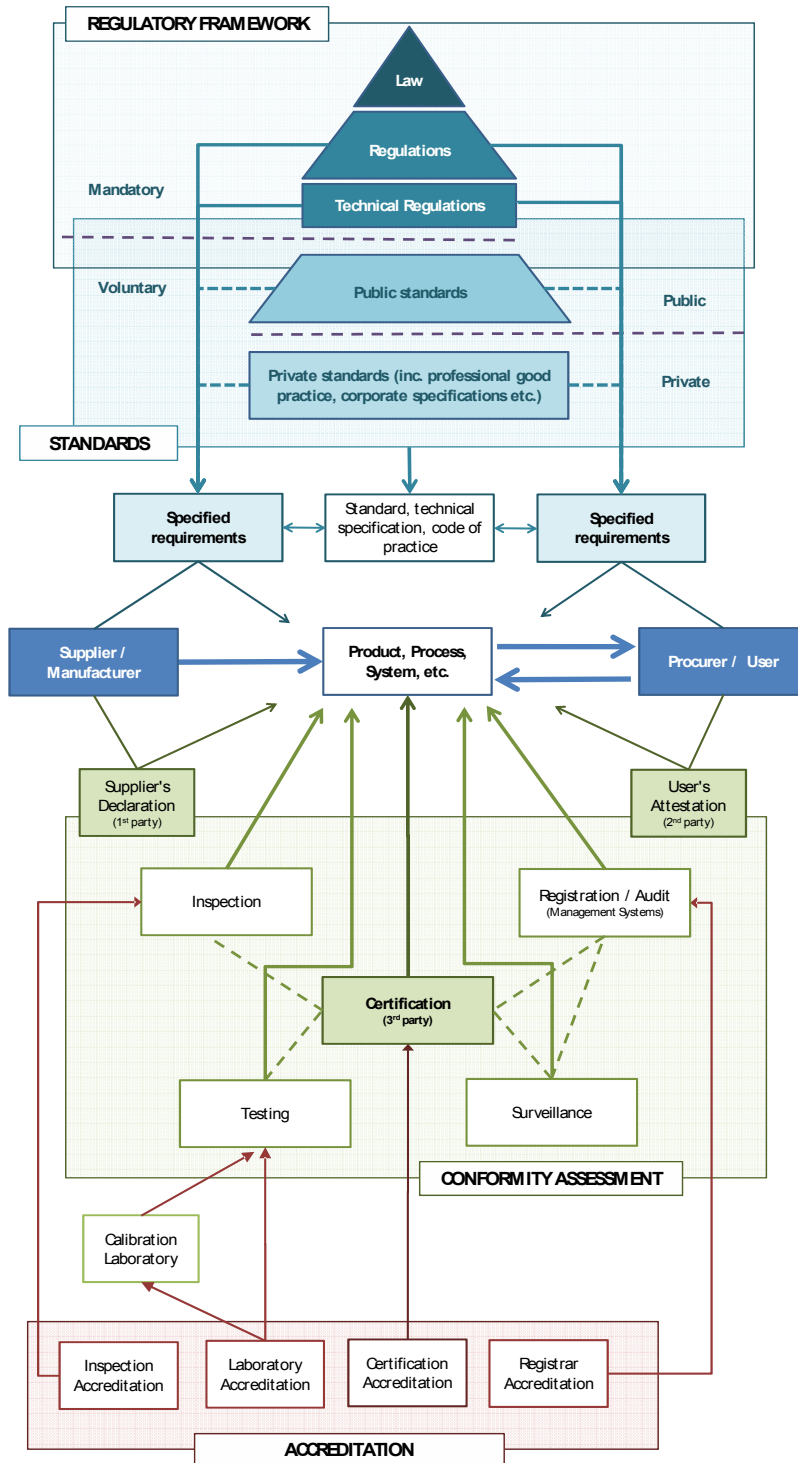 REGULATORY FRAMEWORK
Law
Regulations
Mandatory
Technical Regulations
Voluntary
Public standards
Public
Private standards (inc. professional good
practice, corporate specifications etc.)
Private
STANDARDS
Specified
requirements
Standard, technical
specification, code of
practice
Specified
requirements
Supplier /
Manufacturer
Product, Process,
System, etc.
Procurer / User
Supplier's
Declaration
(1st party)
User's
Attestation
(2nd party)
Inspection
Registration / Audit
(Management Systems)
Certification
(3rd party)
Testing
Surveillance
CONFORMITY ASSESSMENT
Calibration
Laboratory
Inspection
Accreditation
Laboratory
Accreditation
Certification
Accreditation
Registrar
Accreditation
ACCREDITATION